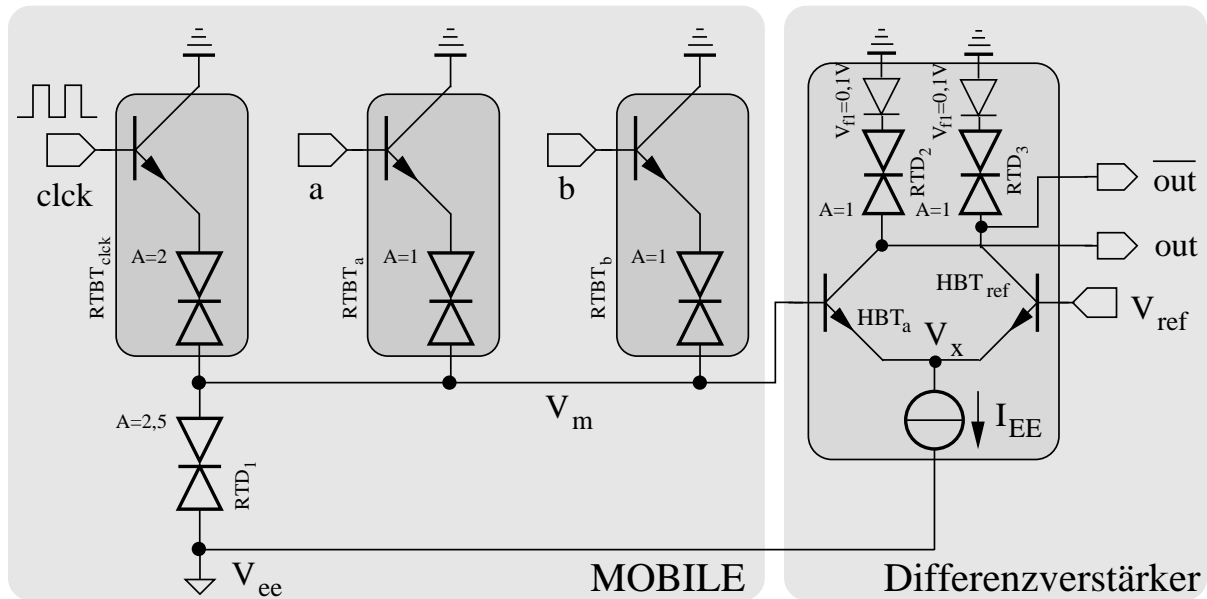 clck
RTBT_clck
A=2
a
RTBT_a
A=1
b
RTBT_b
A=1
A=2,5
RTD_1
V_m
V_ee
MOBILE
V_f1=0,1V
V_f1=0,1V
RTD_2
RTD_3
A=1
A=1
out
out
HBT_a
HBT_ref
V_ref
V_x
I_EE
Differenzverstärker